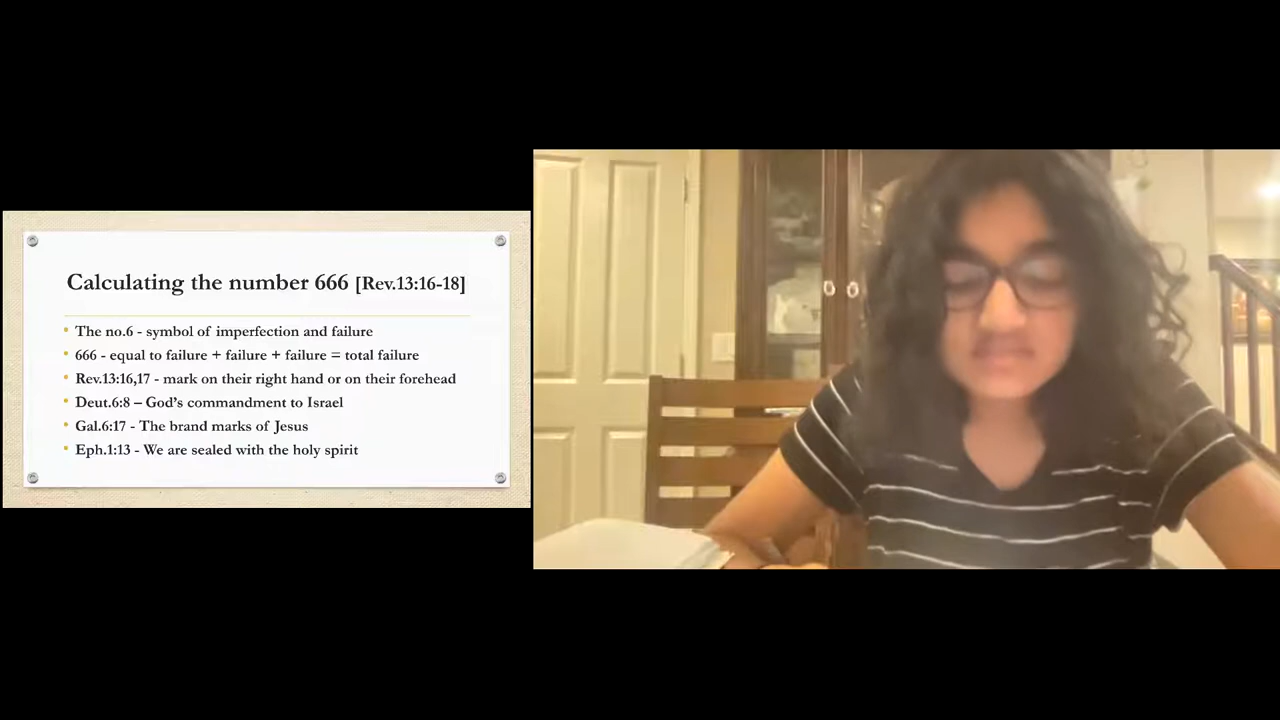 Calculating the number 666 [Rev.13:16-18]
• The no.6 - symbol of imperfection and failure
• 666 - equal to failure + failure + failure = total failure
• Rev.13:16,17 - mark on their right hand or on their forehead
• Deut.6:8 – God's commandment to Israel
• Gal.6:17 - The brand marks of Jesus
• Eph.1:13 - We are sealed with the holy spirit